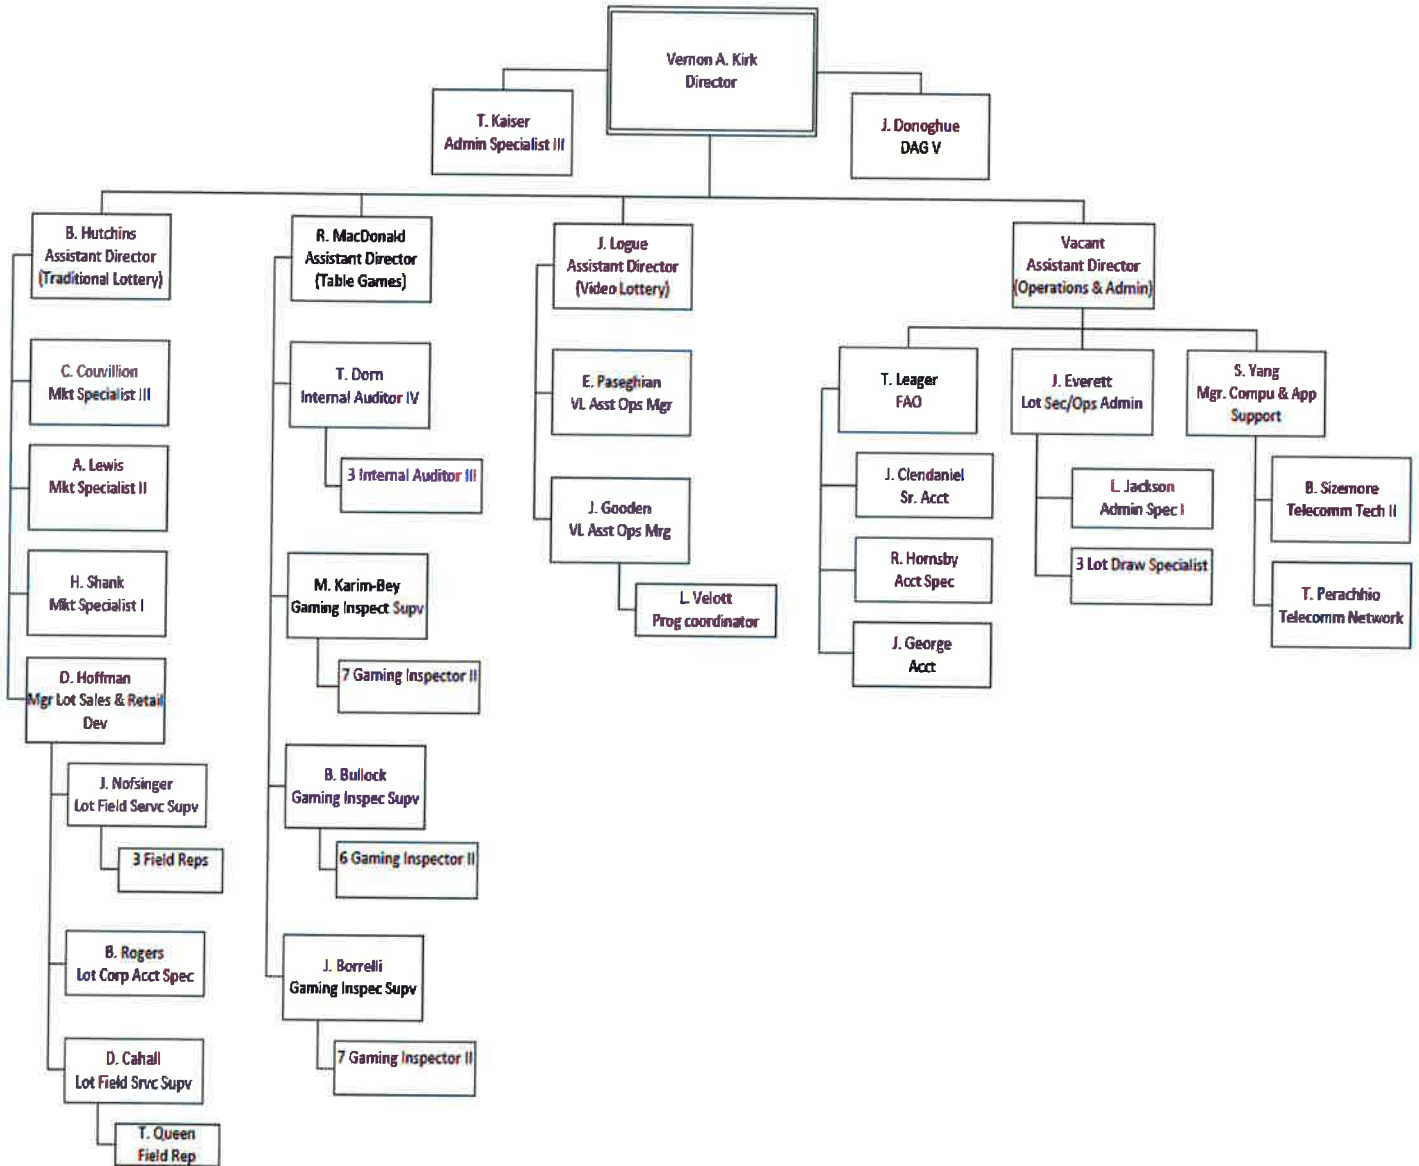 Vernon A. Kirk
Director
T. Kaiser
Admin Specialist III
J. Donoghue
DAG V
B. Hutchins
Assistant Director
(Traditional Lottery)
C. Couvillion
Mkt Specialist III
A. Lewis
Mkt Specialist II
H. Shank
Mkt Specialist I
D. Hoffman
Mgr Lot Sales & Retail
Dev
J. Nofsinger
Lot Field Servc Supv
3 Field Reps
B. Rogers
Lot Corp Acct Spec
D. Cahall
Lot Field Srvc Supv
T. Queen
Field Rep
R. MacDonald
Assistant Director
(Table Games)
T. Dorn
Internal Auditor IV
3 Internal Auditor III
M. Karim-Bey
Gaming Inspect Supv
7 Gaming Inspector II
B. Bullock
Gaming Inspec Supv
6 Gaming Inspector II
J. Borrelli
Gaming Inspec Supv
7 Gaming Inspector II
J. Logue
Assistant Director
(Video Lottery)
E. Paseghian
VL Asst Ops Mgr
J. Gooden
VL Asst Ops Mrg
L. Velott
Prog coordinator
Vacant
Assistant Director
(Operations & Admin)
T. Leager
FAO
J. Clendaniel
Sr. Acct
R. Hornsby
Acct Spec
J. George
Acct
J. Everett
Lot Sec/Ops Admin
L. Jackson
Admin Spec I
3 Lot Draw Specialist
S. Yang
Mgr. Compu & App
Support
B. Sizemore
Telecomm Tech II
T. Perachhio
Telecomm Network